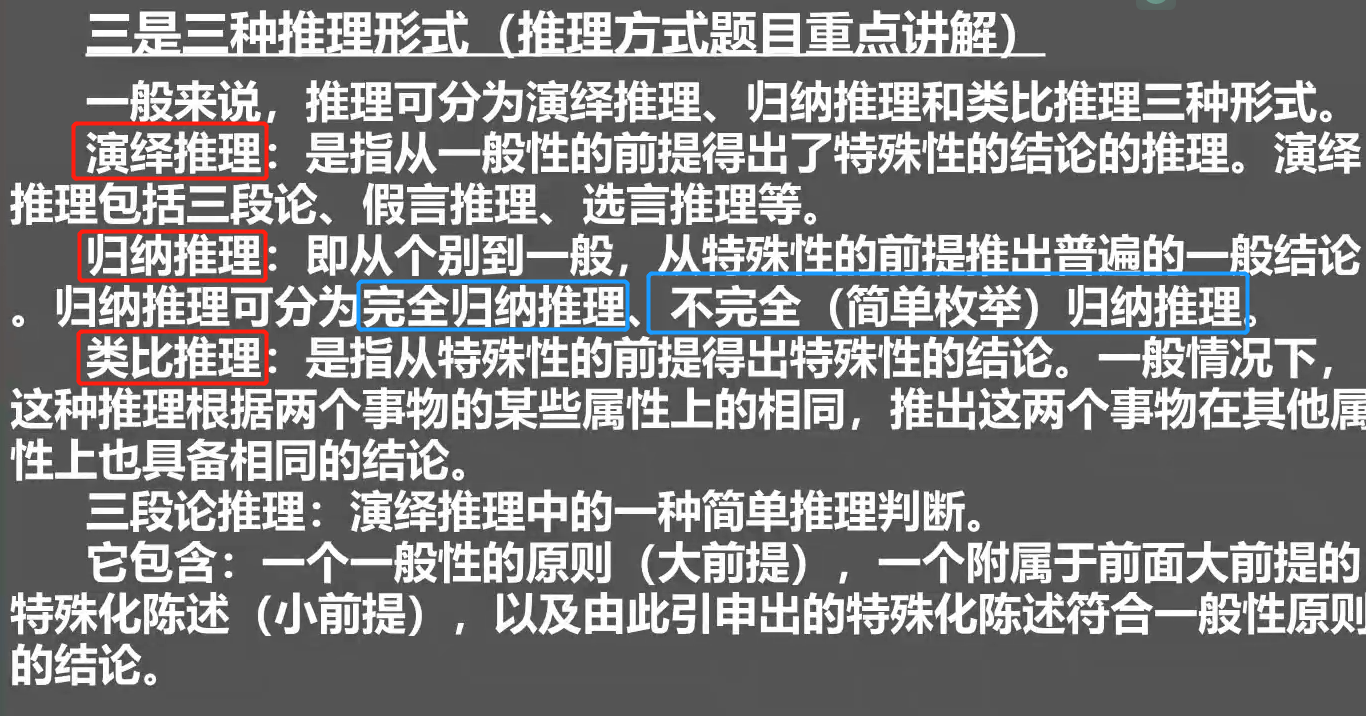 三是三种推理形式（推理方式题目重点讲解）
一般来说，推理可分为演绎推理、归纳推理和类比推理三种形式。
演绎推理：是指从一般性的前提得出了特殊性的结论的推理。演绎
推理包括三段论、假言推理、选言推理等。
归纳推理：即从个别到一般，从特殊性的前提推出普遍的一般结论
。归纳推理可分为完全归纳推理、不完全（简单枚举）归纳推理。
类比推理：是指从特殊性的前提得出特殊性的结论。一般情况下，
这种推理根据两个事物的某些属性上的相同，推出这两个事物在其他属
性上也具备相同的结论。
三段论推理：演绎推理中的一种简单推理判断。
它包含：一个一般性的原则（大前提），一个附属于前面大前提的
特殊化陈述（小前提），以及由此引申出的特殊化陈述符合一般性原则
的结论。